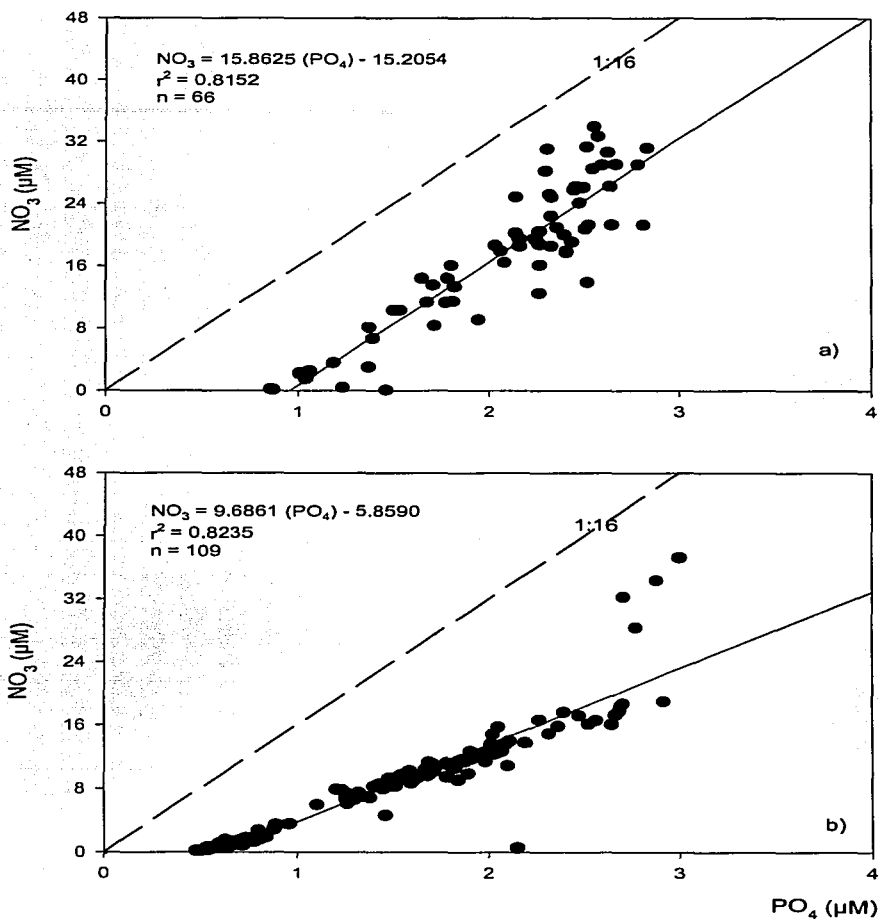 48
40
32
24
16
8
0
NO3 (µM)
NO3 = 15.8625 (PO4) - 15.2054
r2 = 0.8152
n = 66
1:16
a)
0 1 2 3 4
48
40
32
24
16
8
0
NO3 (µM)
NO3 = 9.6861 (PO4) - 5.8590
r2 = 0.8235
n = 109
1:16
b)
0 1 2 3 4
PO4 (µM)